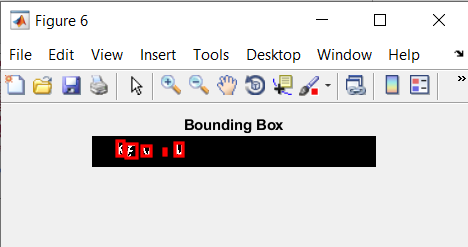 Figure 6
File Edit View Insert Tools Desktop Window Help
Bounding Box